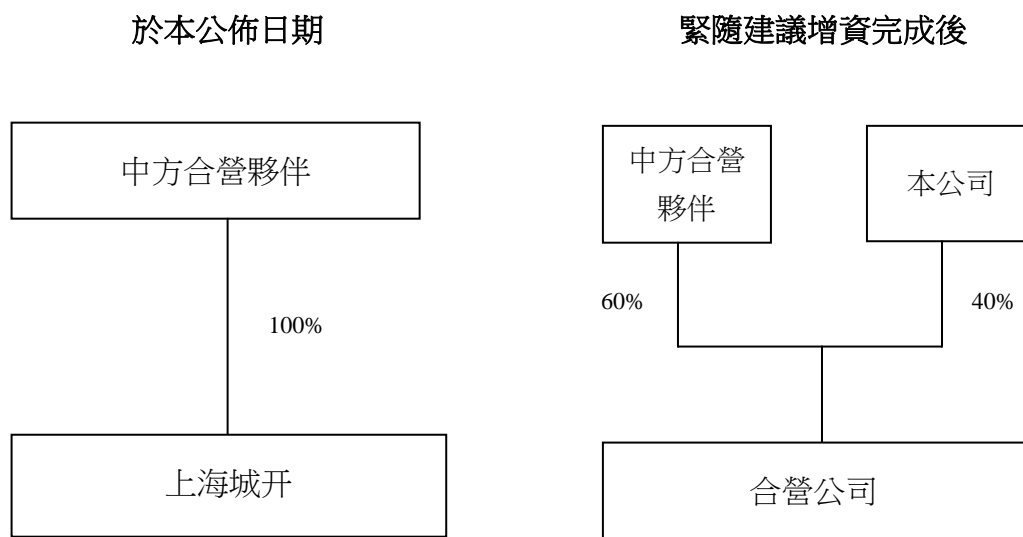 於本公佈日期
緊隨建議增資完成後
中方合營夥伴
中方合營
夥伴
本公司
100%
60%
40%
上海城开
合營公司